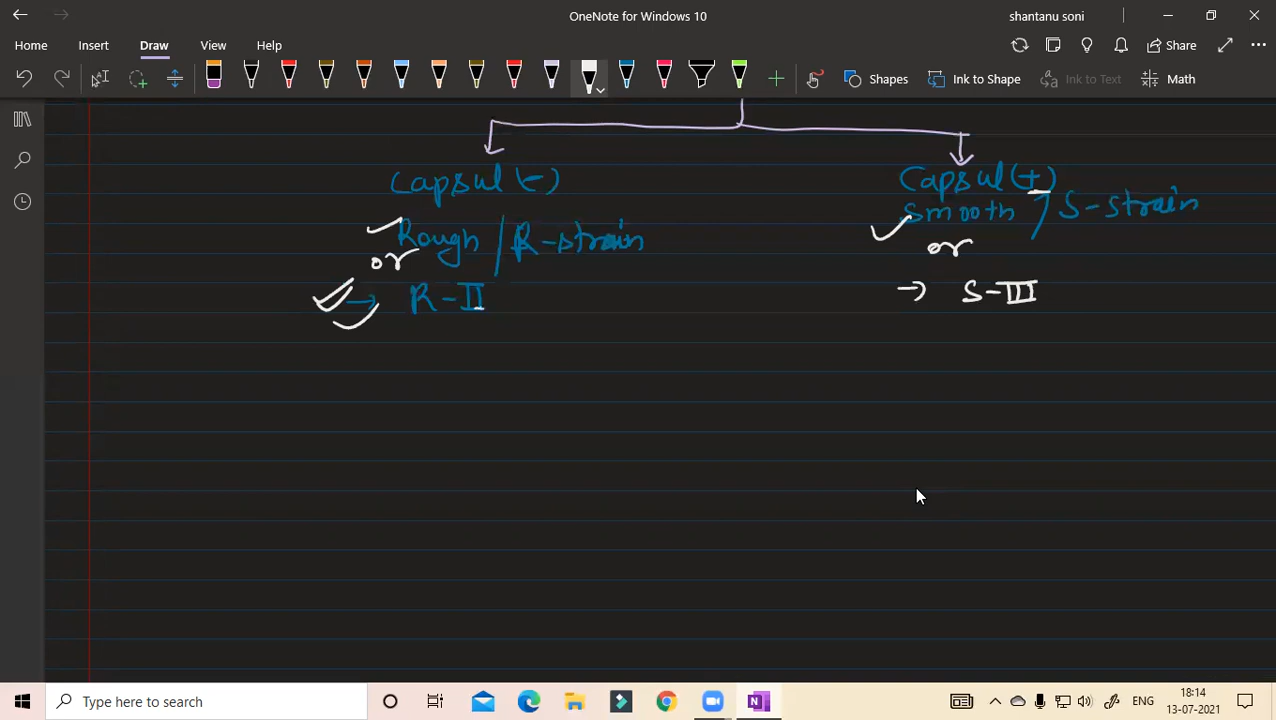 OneNote for Windows 10
shantanu soni
Home Insert Draw View Help
Share
Shapes
Ink to Shape
Ink to Text
Math
Capsul (-)
Rough / R-strain
or
→ R-II
Capsul (+)
smooth / S-strain
or
→ S-III
Type here to search
ENG
18:14
13-07-2021